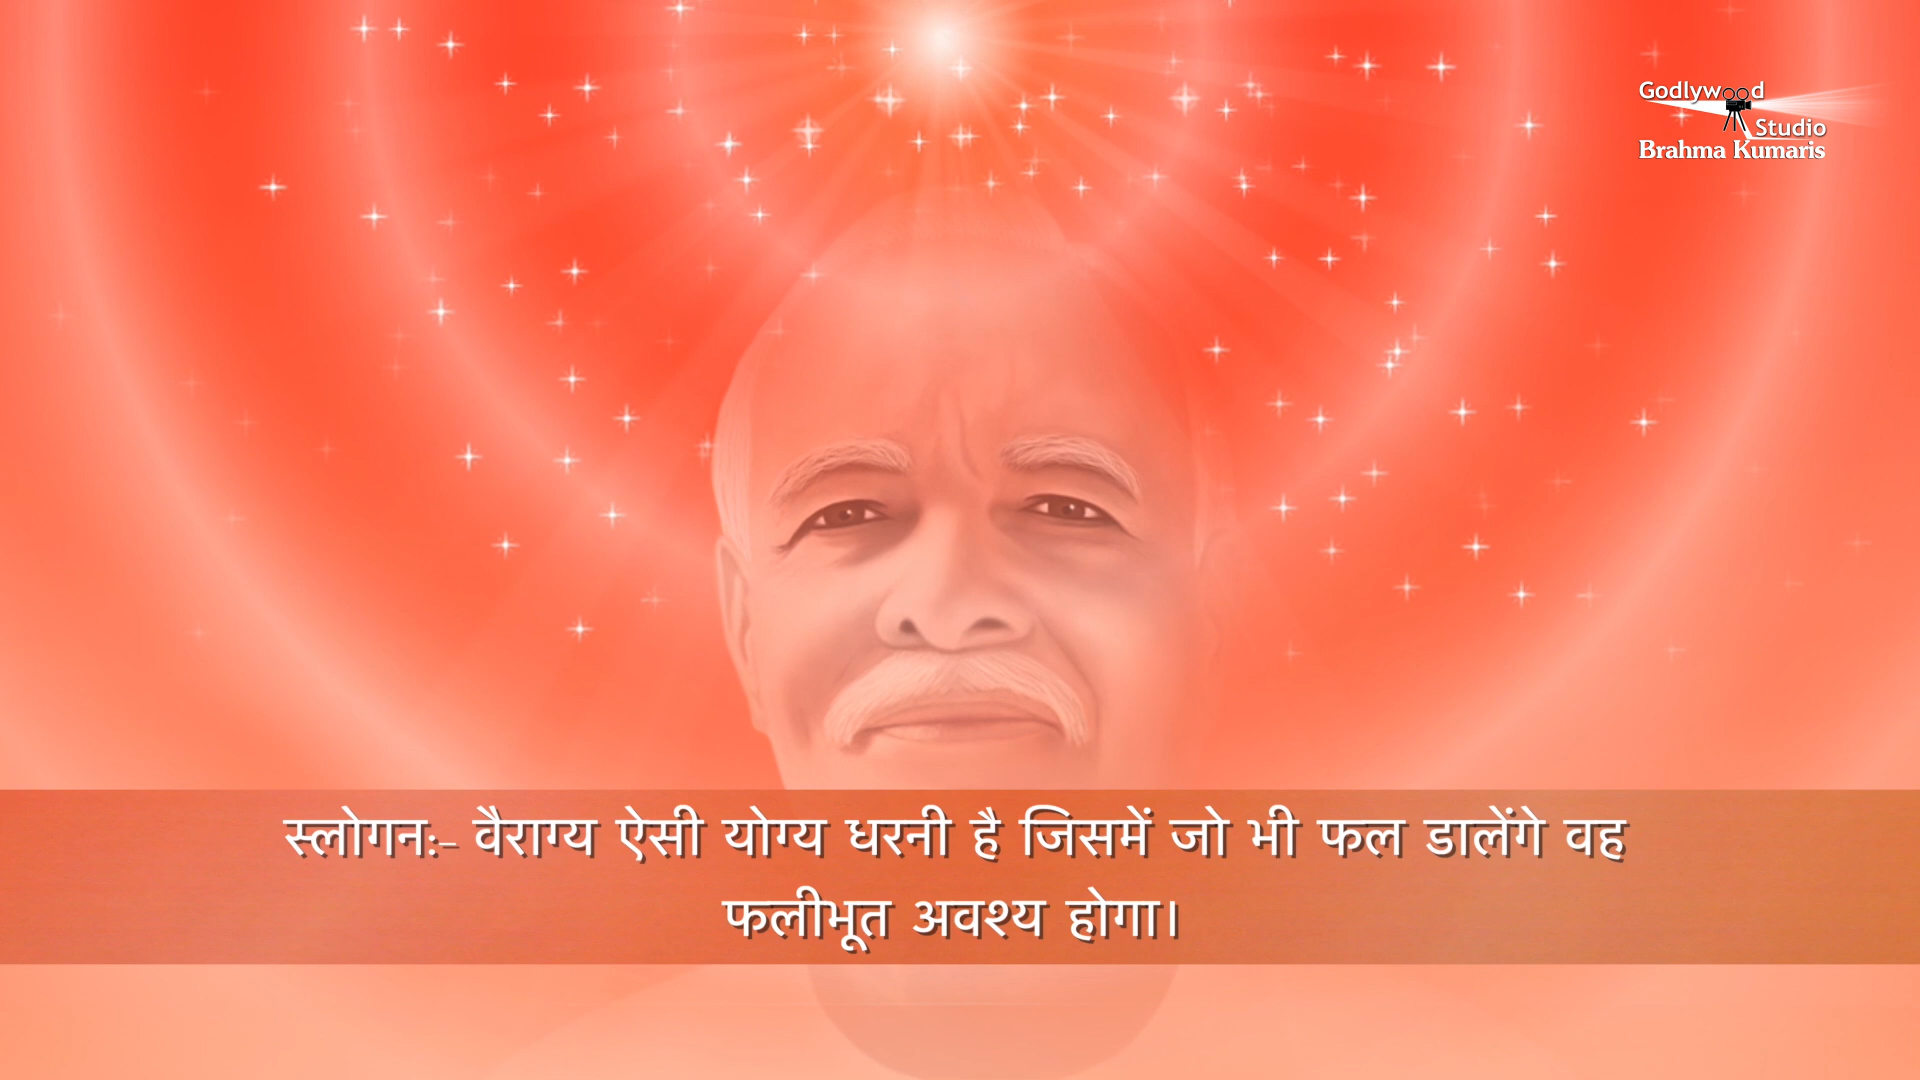 Godlywood
Studio
Brahma Kumaris
स्लोगनः- वैराग्य ऐसी योग्य धरनी है जिसमें जो भी फल डालेंगे वह
फलीभूत अवश्य होगा।